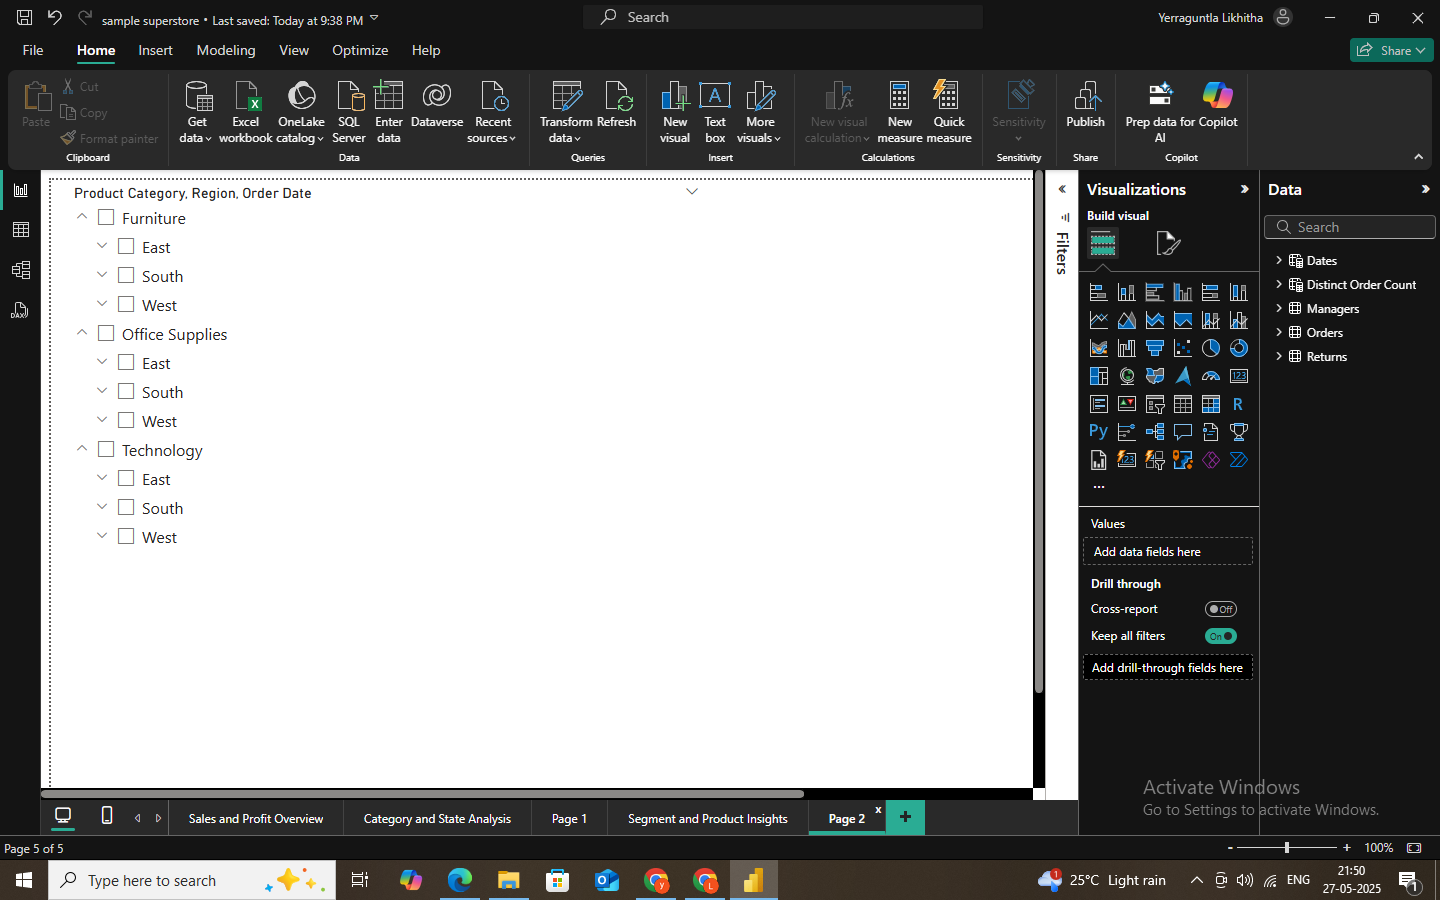 sample superstore • Last saved: Today at 9:38 PM
Search
Yerraguntla Likhitha
File
Home
Insert
Modeling
View
Optimize
Help
Share
Paste
Cut
Copy
Format painter
Clipboard
Get data
Excel workbook
OneLake catalog
SQL Server
Enter data
Dataverse
Recent sources
Data
Transform data
Refresh
Queries
New visual
Text box
More visuals
Insert
New visual calculation
New measure
Quick measure
Calculations
Sensitivity
Sensitivity
Publish
Share
Prep data for AI
Copilot
Copilot
Product Category, Region, Order Date
Furniture
East
South
West
Office Supplies
East
South
West
Technology
East
South
West
Filters
Visualizations
Build visual
R
Py
123
Values
Add data fields here
Drill through
Cross-report
Off
Keep all filters
On
Add drill-through fields here
Data
Search
Dates
Distinct Order Count
Managers
Orders
Returns
Activate Windows
Go to Settings to activate Windows.
Sales and Profit Overview
Category and State Analysis
Page 1
Segment and Product Insights
Page 2
x
+
Page 5 of 5
- + 100%
Type here to search
y
L
1
25°C Light rain
ENG
21:50
27-05-2025
1